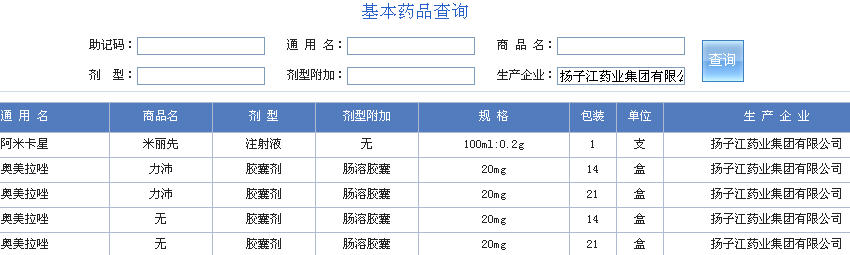 基本药品查询
助记码： 通 用 名： 商 品 名：
剂 型： 剂型附加： 生产企业： 扬子江药业集团有限公 查询
通 用 名 商品名 剂 型 剂型附加 规 格 包装 单位 生 产 企 业
阿米卡星 米丽先 注射液 无 100ml:0.2g 1 支 扬子江药业集团有限公司
奥美拉唑 力沛 胶囊剂 肠溶胶囊 20mg 14 盒 扬子江药业集团有限公司
奥美拉唑 力沛 胶囊剂 肠溶胶囊 20mg 21 盒 扬子江药业集团有限公司
奥美拉唑 无 胶囊剂 肠溶胶囊 20mg 14 盒 扬子江药业集团有限公司
奥美拉唑 无 胶囊剂 肠溶胶囊 20mg 21 盒 扬子江药业集团有限公司